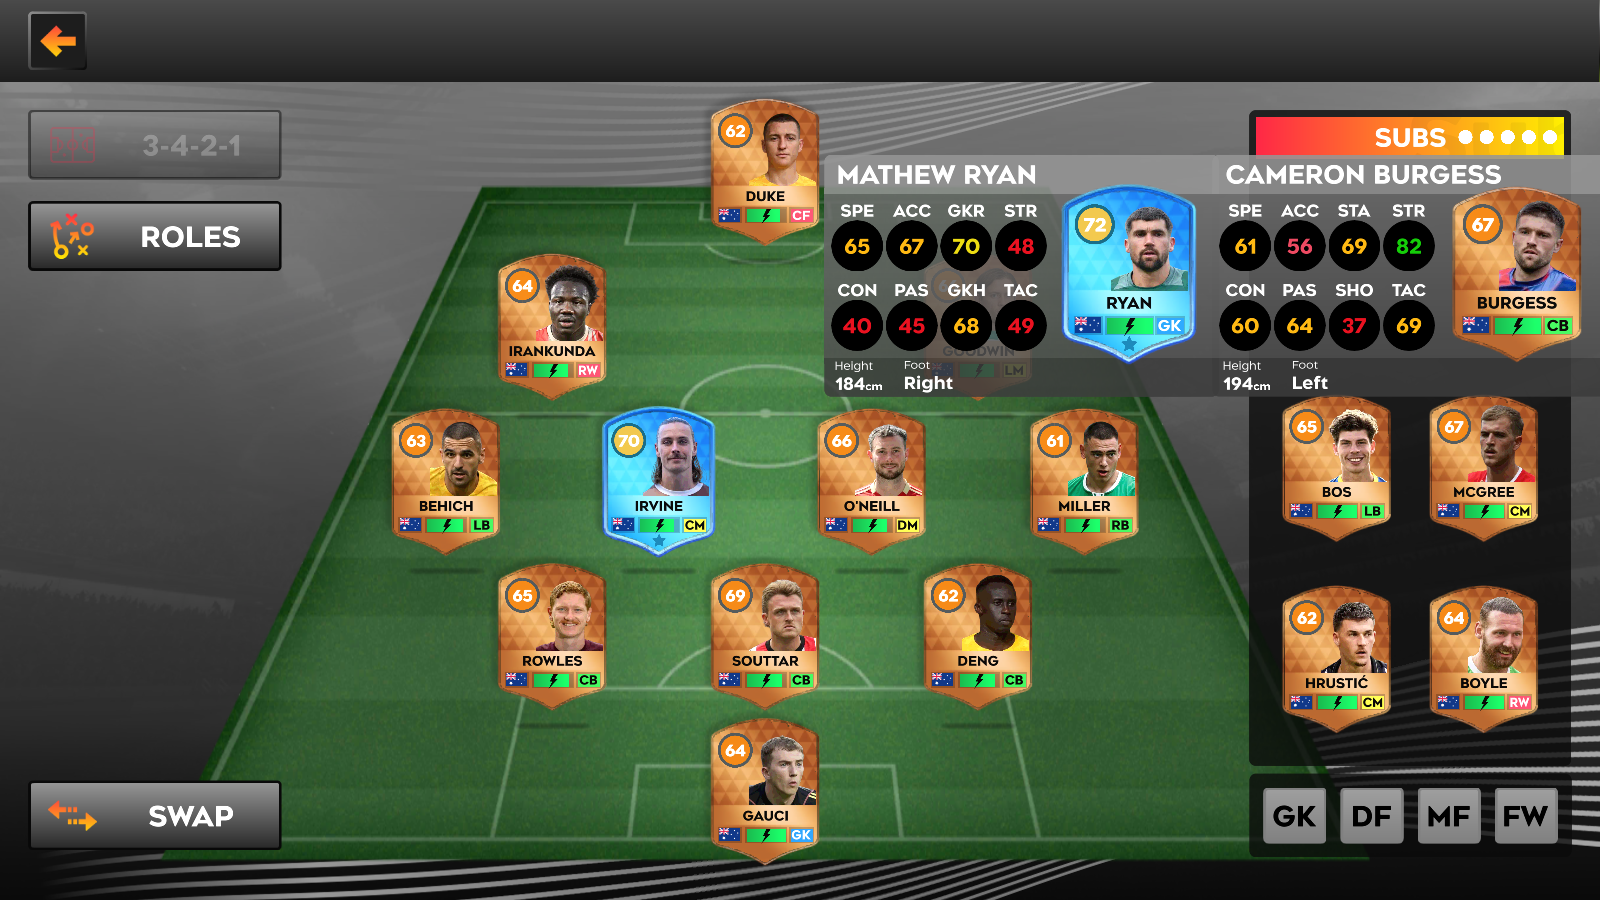 3-4-2-1
ROLES
SWAP
62
DUKE
CF
64
IRANKUNDA
RW
GOODWIN
LM
63
BEHICH
LB
70
IRVINE
CM
66
O'NEILL
DM
61
MILLER
RB
65
ROWLES
CB
69
SOUTTAR
CB
62
DENG
CB
64
GAUCI
GK
MATHEW RYAN
SPE ACC GKR STR
65 67 70 48
CON PAS GKH TAC
40 45 68 49
Height Foot
184cm Right
72
RYAN
GK
SUBS
CAMERON BURGESS
SPE ACC STA STR
61 56 69 82
CON PAS SHO TAC
60 64 37 69
Height Foot
194cm Left
67
BURGESS
CB
65
BOS
LB
67
MCGREE
CM
62
HRUSTIĆ
CM
64
BOYLE
RW
GK DF MF FW